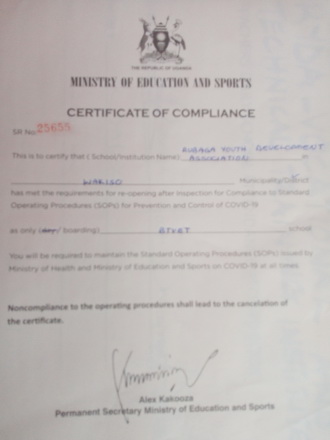 THE REPUBLIC OF UGANDA
MINISTRY OF EDUCATION AND SPORTS
CERTIFICATE OF COMPLIANCE
SR No:
This is to certify that ( School/Institution Name): RUBAGA YOUTH DEVELOPMENT
ASSOCIATION in
WAKISO Municipality/District
has met the requirements for re-opening after inspection for Compliance to Standard
Operating Procedures (SOPs) for Prevention and Control of COVID-19
as only (day/ boarding) BTVET school.
You will be required to maintain the Standard Operating Procedures (SOPs) issued by
Ministry of Health and Ministry of Education and Sports on COVID-19 at all times.
Noncompliance to the operating procedures shall lead to the cancelation of
the certificate.
Alex Kakooza
Permanent Secretary Ministry of Education and Sports